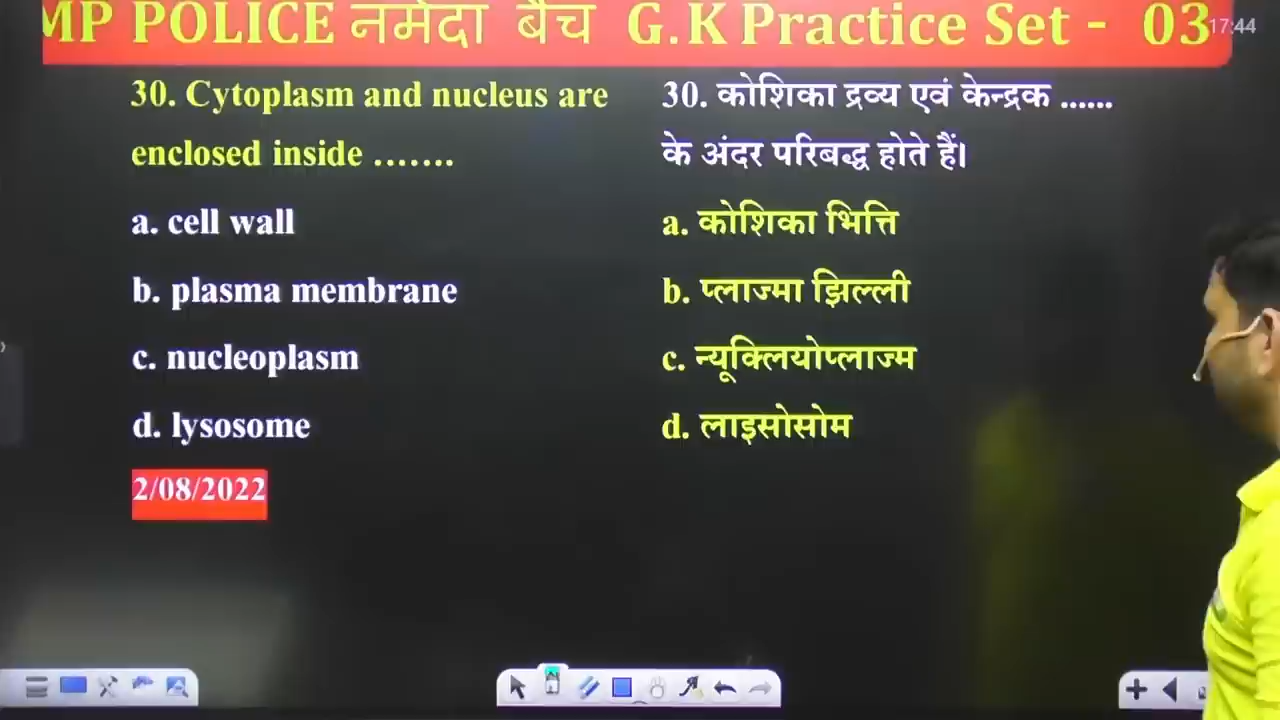 MP POLICE नर्मदा बैच G.K Practice Set - 03
17:44
30. Cytoplasm and nucleus are
enclosed inside …….
a. cell wall
b. plasma membrane
c. nucleoplasm
d. lysosome
2/08/2022
30. कोशिका द्रव्य एवं केन्द्रक ……
के अंदर परिबद्ध होते हैं।
a. कोशिका भित्ति
b. प्लाज्मा झिल्ली
c. न्यूक्लियोप्लाज्म
d. लाइसोसोम